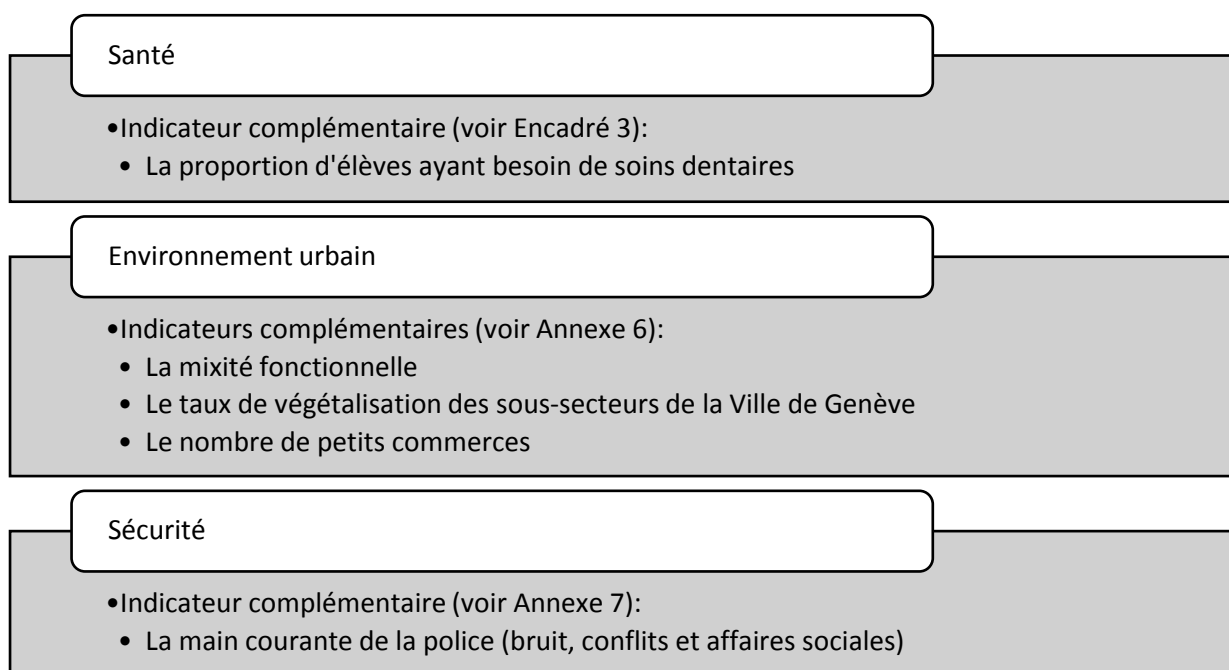 Santé
•Indicateur complémentaire (voir Encadré 3):
• La proportion d'élèves ayant besoin de soins dentaires
Environnement urbain
•Indicateurs complémentaires (voir Annexe 6):
• La mixité fonctionnelle
• Le taux de végétalisation des sous-secteurs de la Ville de Genève
• Le nombre de petits commerces
Sécurité
•Indicateur complémentaire (voir Annexe 7):
• La main courante de la police (bruit, conflits et affaires sociales)